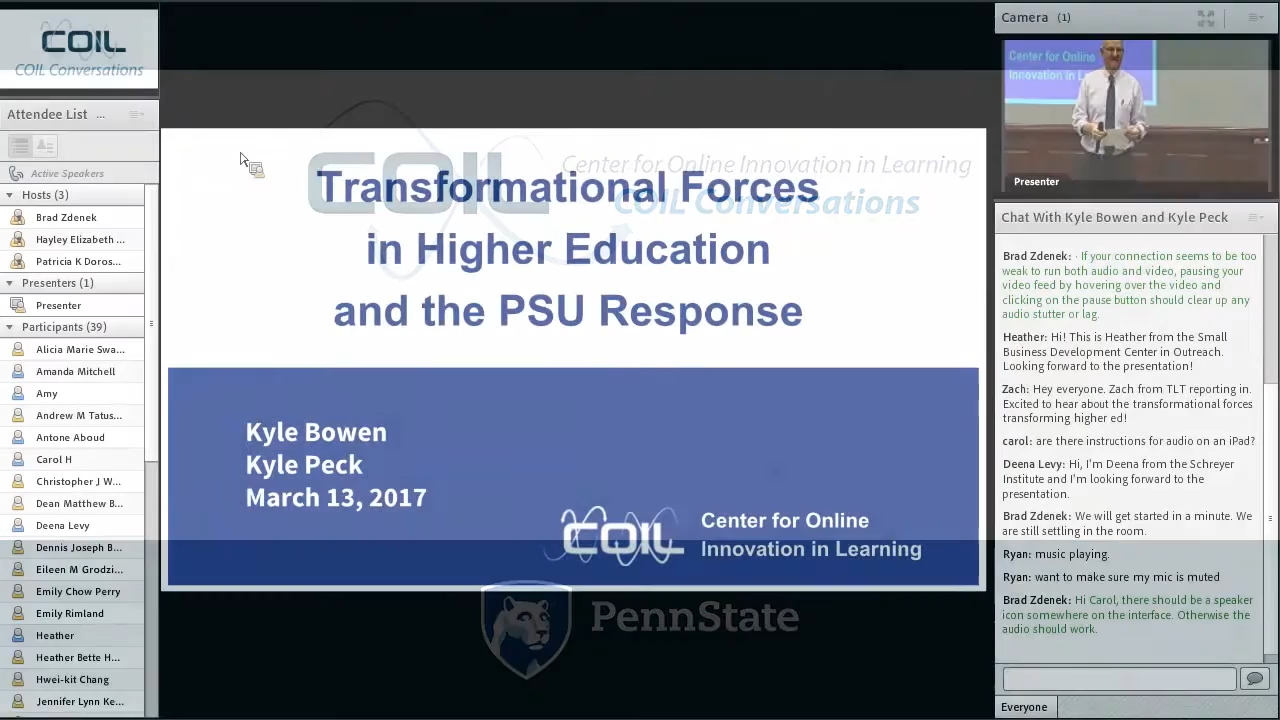 COIL
COIL Conversations
Attendee List ...
Active Speakers
Hosts (3)
Brad Zdenek
Hayley Elizabeth ...
Patricia K Doros...
Presenters (1)
Presenter
Participants (39)
Alicia Marie Swa...
Amanda Mitchell
Amy
Andrew M Tatus...
Antone Aboud
Carol H
Christopher J W...
Dean Matthew B...
Deena Levy
Dennis Joseph B...
Eileen M Grodzi...
Emily Chow Perry
Emily Rimland
Heather
Heather Bette H...
Hwei-kit Chang
Jennifer Lynn Ke...
COIL
Center for Online Innovation in Learning
COIL Conversations
Transformational Forces
in Higher Education
and the PSU Response
Kyle Bowen
Kyle Peck
March 13, 2017
COIL
Center for Online
Innovation in Learning
PennState
Camera (1)
Center for Online
Innovation in Le
Presenter
Chat With Kyle Bowen and Kyle Peck
Brad Zdenek: · If your connection seems to be too
weak to run both audio and video, pausing your
video feed by hovering over the video and
clicking on the pause button should clear up any
audio stutter or lag.
Heather: Hi! This is Heather from the Small
Business Development Center in Outreach.
Looking forward to the presentation!
Zach: Hey everyone. Zach from TLT reporting in.
Excited to hear about the transformational forces
transforming higher ed!
carol: are there instructions for audio on an iPad?
Deena Levy: Hi, I'm Deena from the Schreyer
Institute and I'm looking forward to the
presentation.
Brad Zdenek: We will get started in a minute. We
are still settling in the room.
Ryan: music playing.
Ryan: want to make sure my mic is muted
Brad Zdenek: Hi Carol, there should be a speaker
icon somewhere on the interface. Otherwise the
audio should work.
Everyone